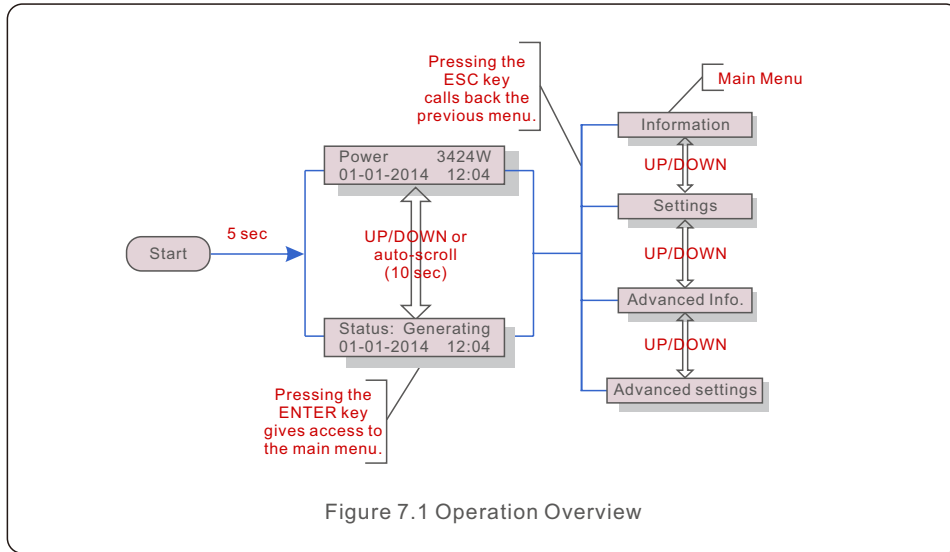 Pressing the
ESC key
calls back the
previous menu.
Main Menu
Information
UP/DOWN
Settings
UP/DOWN
Advanced Info.
UP/DOWN
Advanced settings
Power 3424W
01-01-2014 12:04
Start
5 sec
UP/DOWN or
auto-scroll
(10 sec)
Status: Generating
01-01-2014 12:04
Pressing the
ENTER key
gives access to
the main menu.
Figure 7.1 Operation Overview